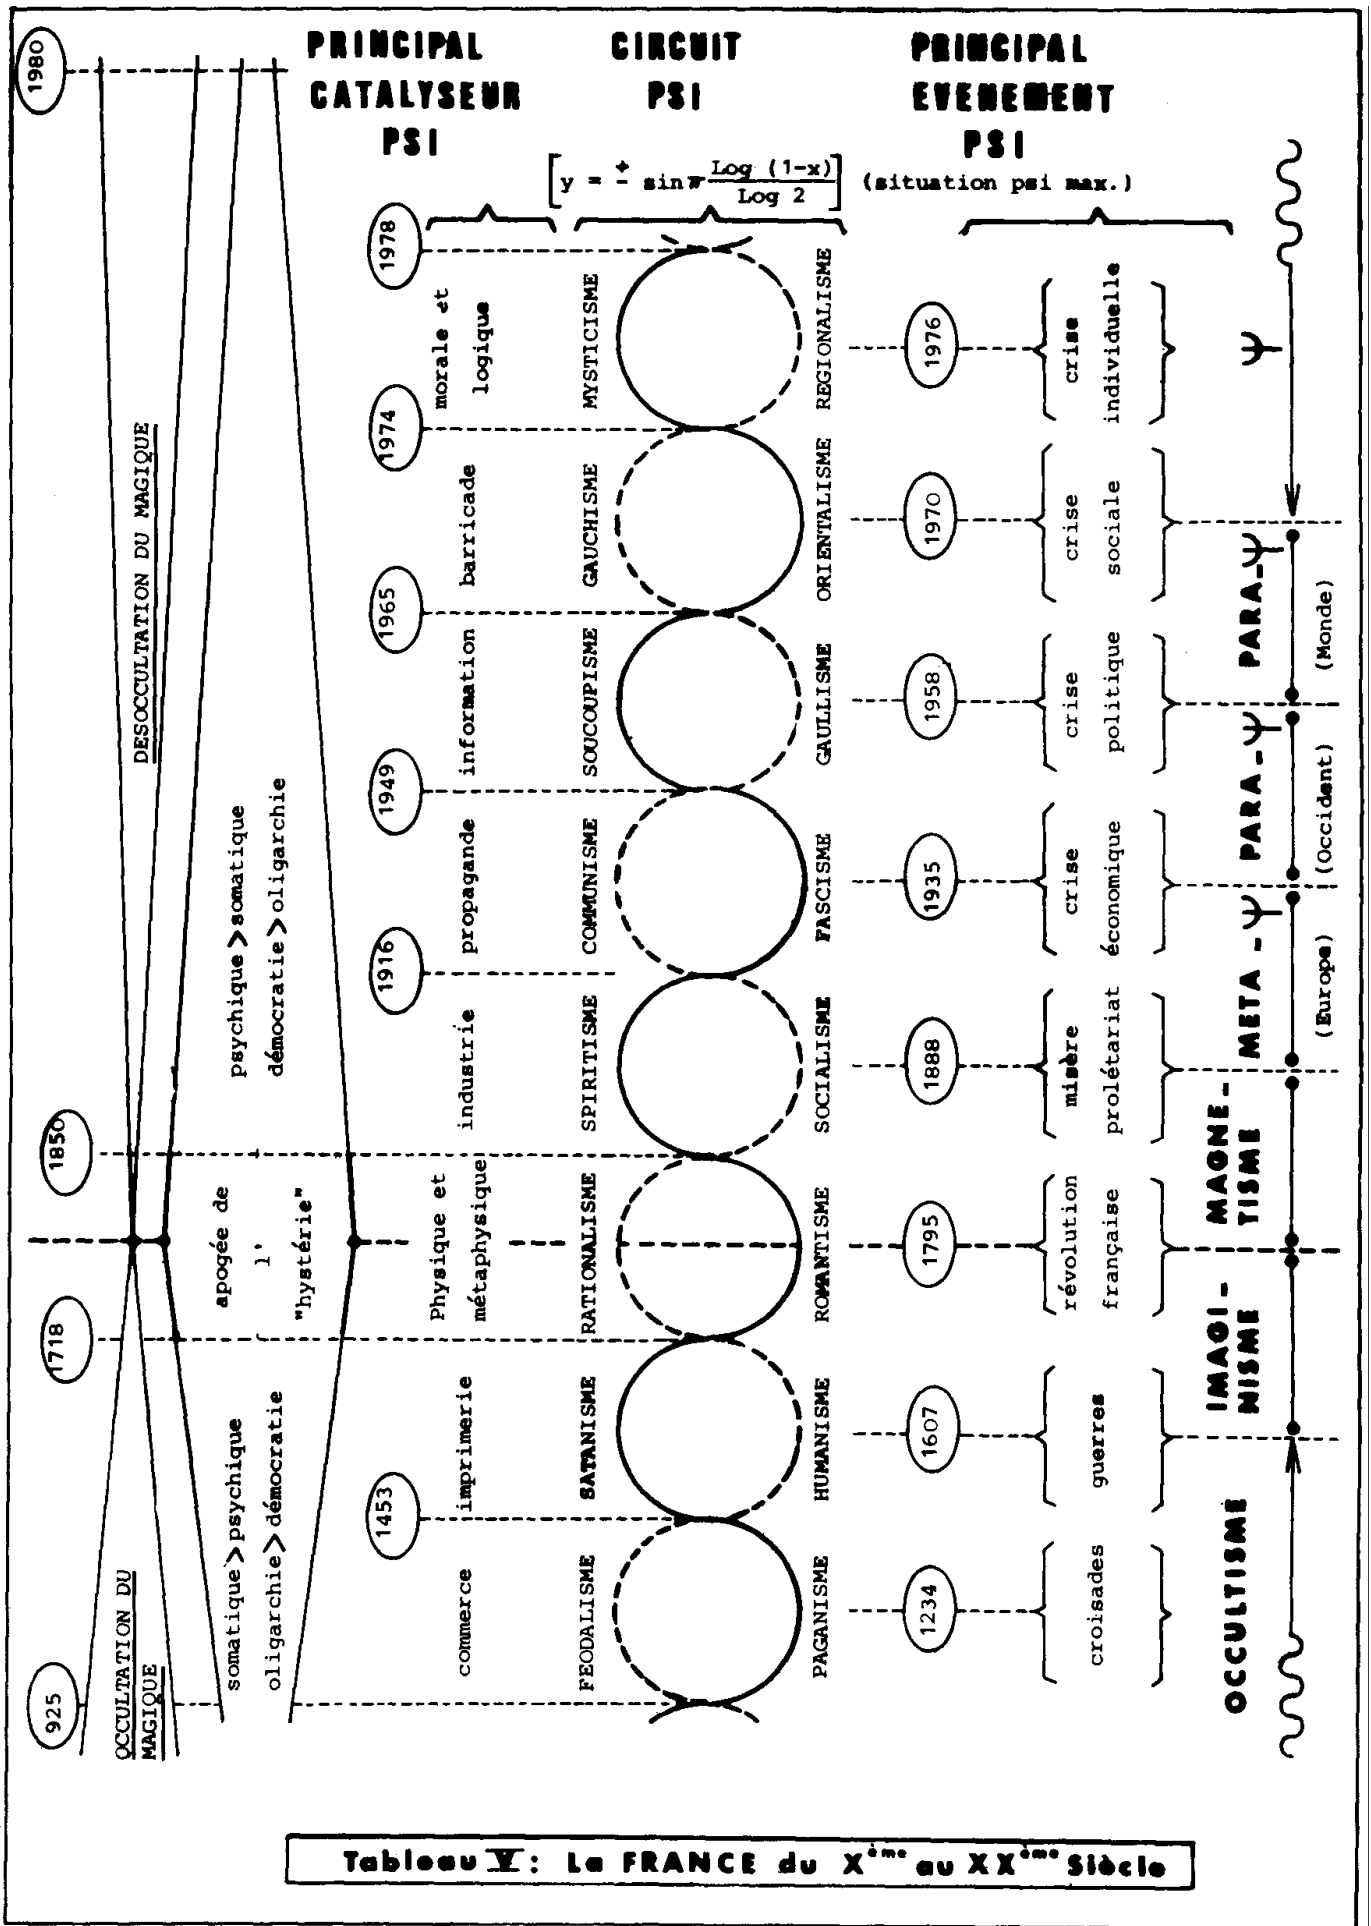 PRINCIPAL
CATALYSEUR
PSI
CIRCUIT
PSI
[y = ± sin π Log (1-x) / Log 2]
PRINCIPAL
EVENEMENT
PSI
(situation psi max.)
1980
DESOCCULTATION DU MAGIQUE
psychique > somatique
démocratie > oligarchie
1850
apogée de
l'
"hystérie"
1718
somatique > psychique
oligarchie > démocratie
OCCULTATION DU
MAGIQUE
925
1978
morale et
logique
1974
barricade
1965
information
1949
propagande
1916
industrie
Physique et
métaphysique
imprimerie
1453
commerce
MYSTICISME
GAUCHISME
SOUCOUPISME
COMMUNISME
SPIRITISME
RATIONALISME
SATANISME
FEODALISME
REGIONALISME
ORIENTALISME
GAULLISME
FASCISME
SOCIALISME
ROMANTISME
HUMANISME
PAGANISME
1976
1970
1958
1935
1888
1795
1607
1234
crise
individuelle
crise
sociale
crise
politique
crise
économique
misère
prolétariat
révolution
française
guerres
croisades
Ψ
PARA-Ψ
(Monde)
PARA-Ψ
(Occident)
META-Ψ
(Europe)
MAGNE-
TISME
IMAGI-
NISME
OCCULTISME
Tableau V : La FRANCE du Xème au XXème Siècle